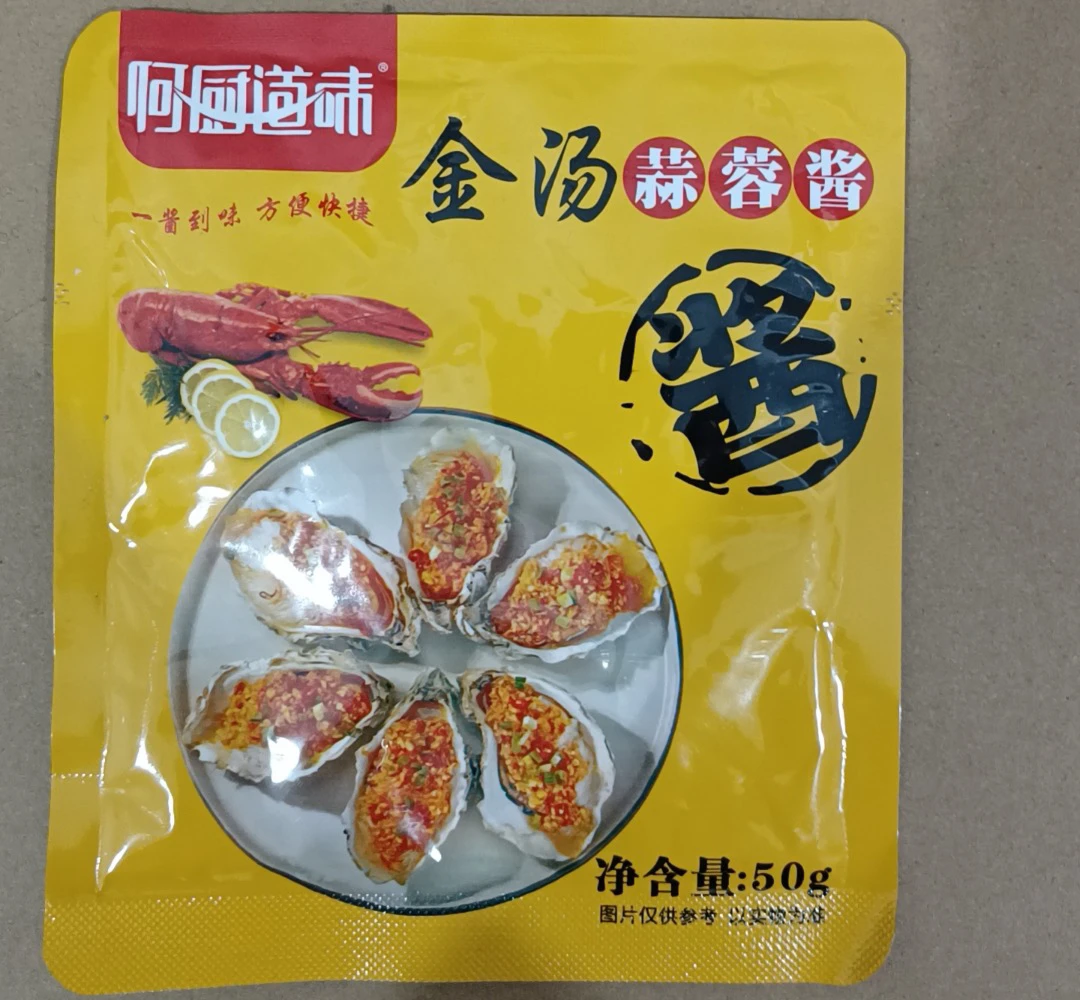 阿厨道味®
金汤蒜蓉酱
一酱到味 方便快捷
酱
净含量:50g
图片仅供参考 以实物为准